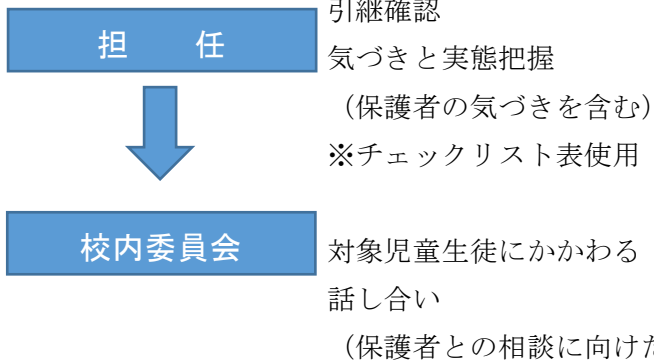 引継確認
担　　任
気づきと実態把握
（保護者の気づきを含む）
※チェックリスト表使用
校内委員会
対象児童生徒にかかわる
話し合い
（保護者との相談に向けた